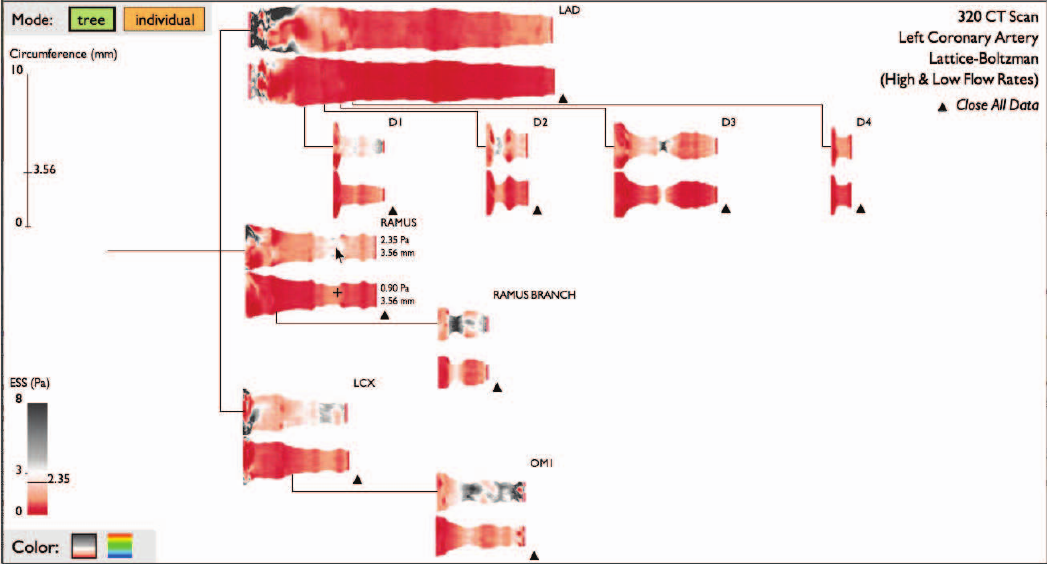 Mode: tree individual
Circumference (mm)
10
3.56
0
LAD
320 CT Scan
Left Coronary Artery
Lattice-Boltzman
(High & Low Flow Rates)
▲ Close All Data
D1
D2
D3
D4
RAMUS
2.35 Pa
3.56 mm
0.90 Pa
3.56 mm
RAMUS BRANCH
LCX
OM1
ESS (Pa)
8
3
2.35
0
Color: